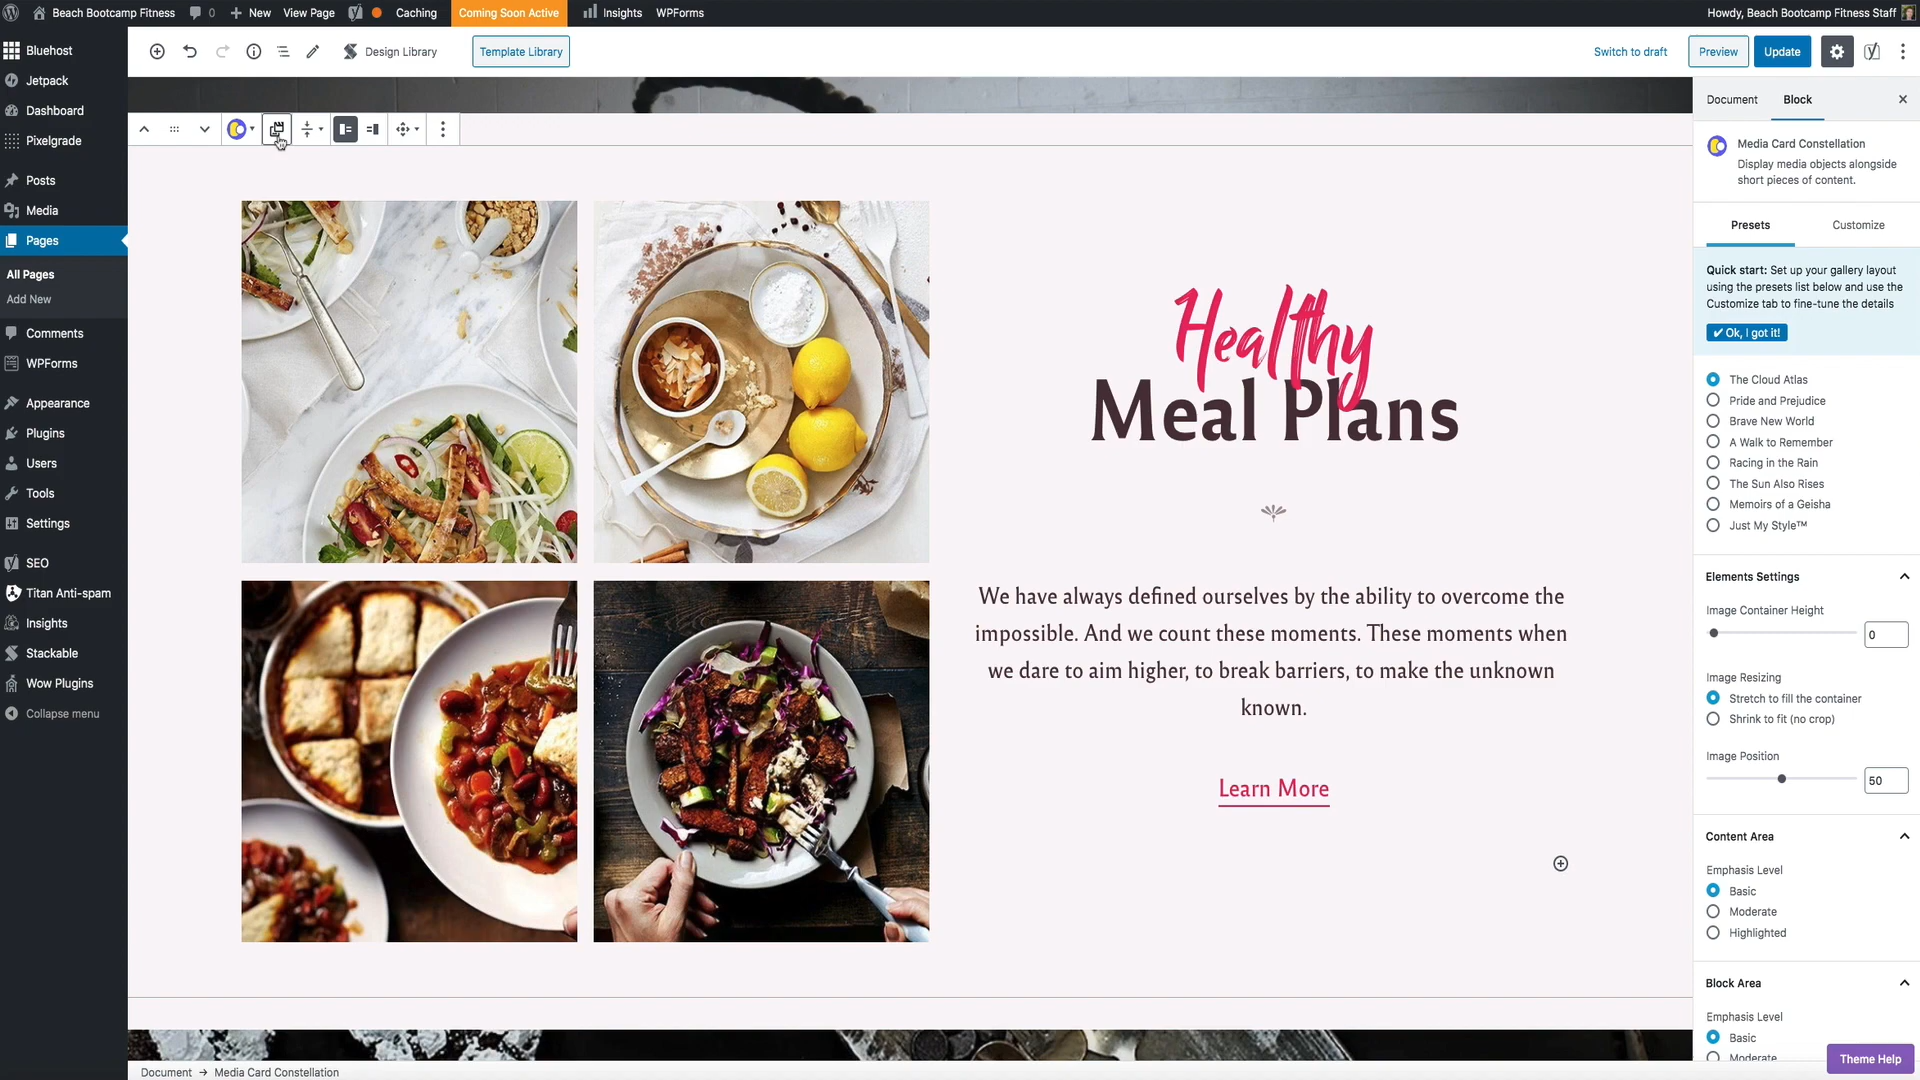 Beach Bootcamp Fitness 0 New View Page Caching Coming Soon Active Insights WPForms Howdy, Beach Bootcamp Fitness Staff
Bluehost
Jetpack
Dashboard
Pixelgrade
Posts
Media
Pages
All Pages
Add New
Comments
WPForms
Appearance
Plugins
Users
Tools
Settings
SEO
Titan Anti-spam
Insights
Stackable
Wow Plugins
Collapse menu
Design Library Template Library Switch to draft Preview Update
Healthy
Meal Plans
We have always defined ourselves by the ability to overcome the
impossible. And we count these moments. These moments when
we dare to aim higher, to break barriers, to make the unknown
known.
Learn More
Document Block
Media Card Constellation
Display media objects alongside
short pieces of content.
Presets Customize
Quick start: Set up your gallery layout
using the presets list below and use the
Customize tab to fine-tune the details
✔ Ok, I got it!
The Cloud Atlas
Pride and Prejudice
Brave New World
A Walk to Remember
Racing in the Rain
The Sun Also Rises
Memoirs of a Geisha
Just My Style™
Elements Settings
Image Container Height
0
Image Resizing
Stretch to fill the container
Shrink to fit (no crop)
Image Position
50
Content Area
Emphasis Level
Basic
Moderate
Highlighted
Block Area
Emphasis Level
Basic
Moderate
Theme Help
Document → Media Card Constellation